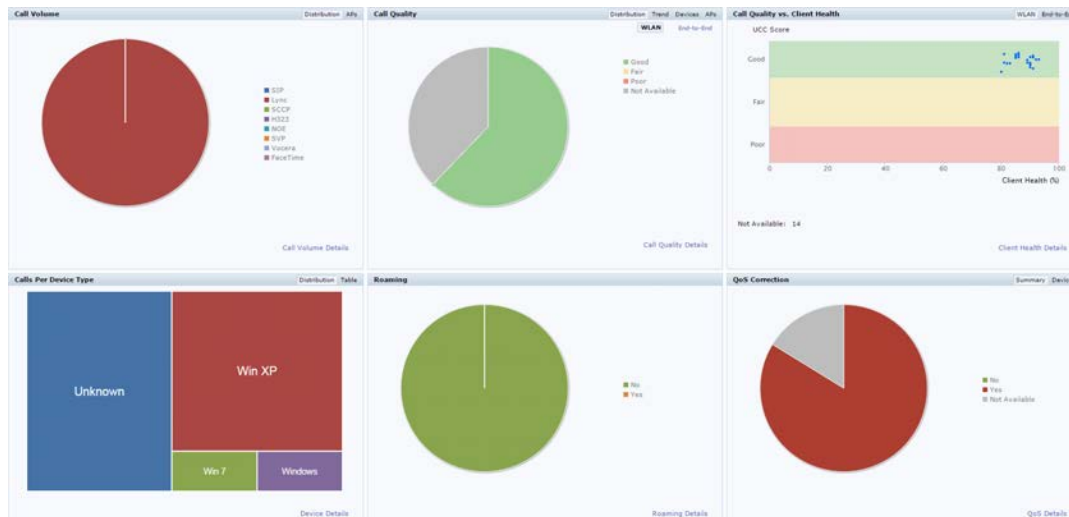 Call Volume
Distribution APs
SIP
Lync
SCCP
H323
NOE
SVP
Vocera
FaceTime
Call Volume Details
Call Quality
Distribution Trend Devices APs
WLAN End-to-End
Good
Fair
Poor
Not Available
Call Quality Details
Call Quality vs. Client Health
WLAN End-to-E
UCC Score
Good
Fair
Poor
0 20 40 60 80 100
Client Health (%)
Not Available: 14
Client Health Details
Calls Per Device Type
Distribution Table
Unknown
Win XP
Win 7
Windows
Device Details
Roaming
No
Yes
Roaming Details
QoS Correction
Summary Devic
No
Yes
Not Available
QoS Details